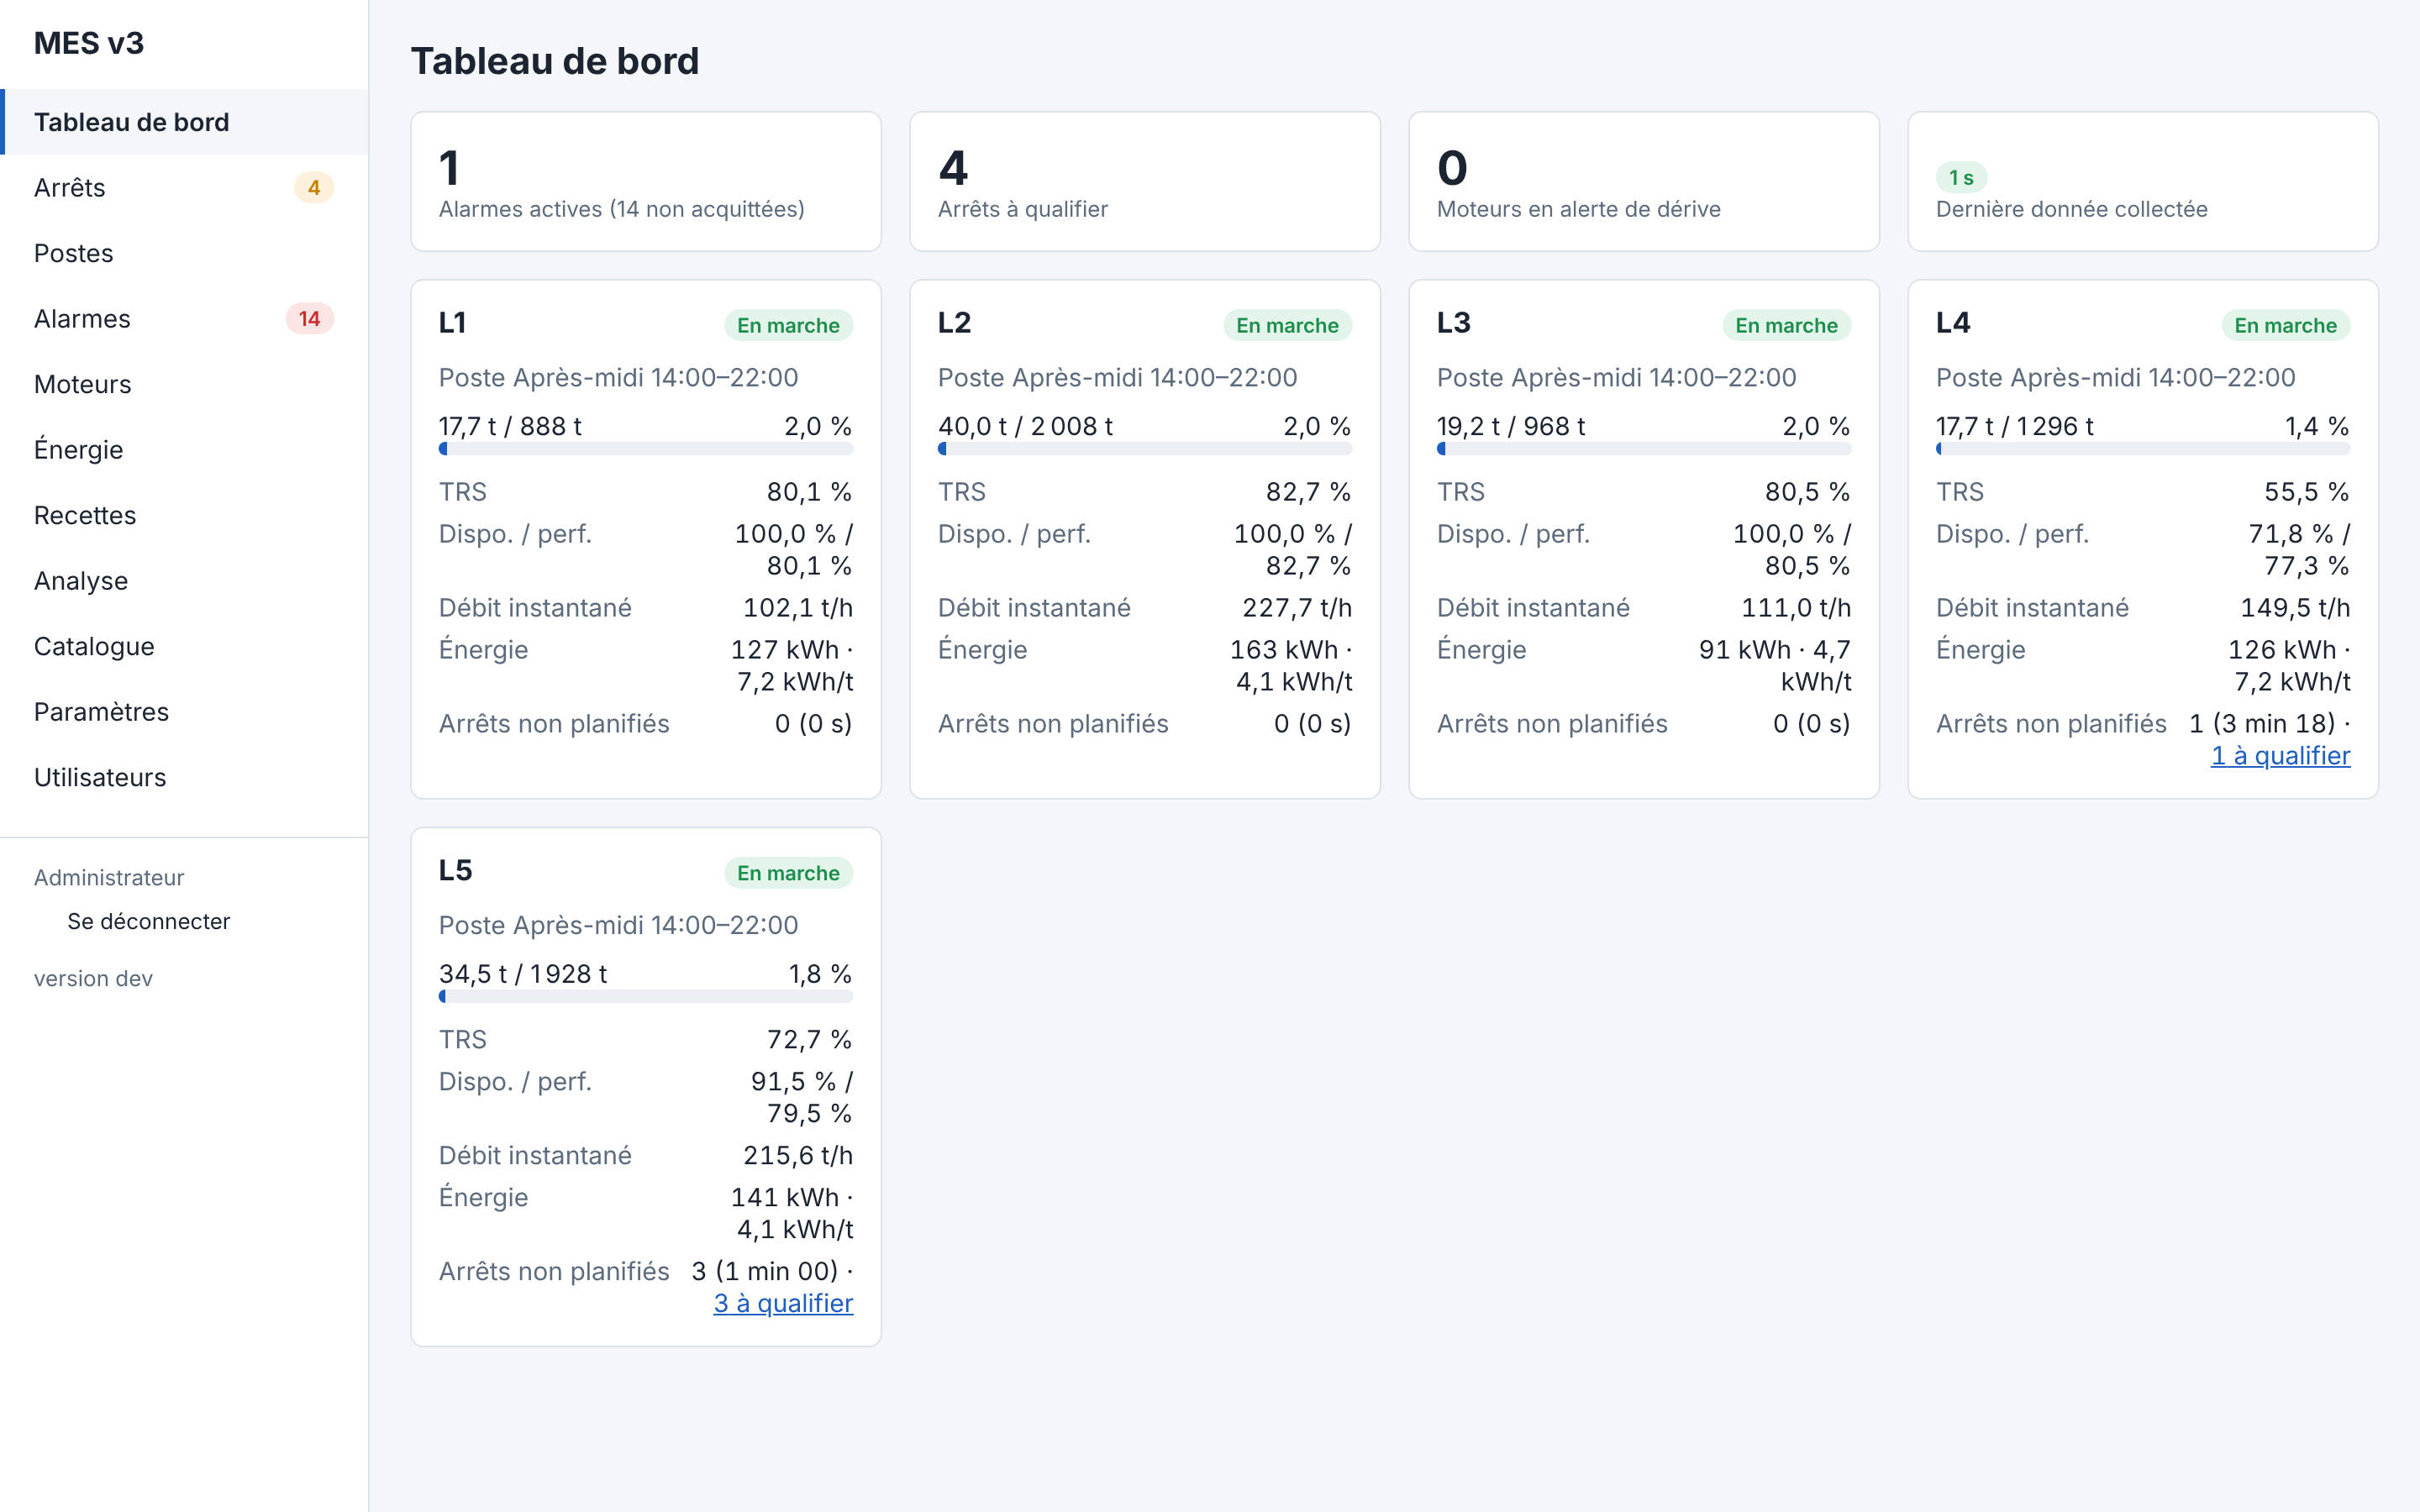 MES v3
Tableau de bord
Arrêts
4
Postes
Alarmes
14
Moteurs
Énergie
Recettes
Analyse
Catalogue
Paramètres
Utilisateurs
Administrateur
Se déconnecter
version dev
Tableau de bord
1
Alarmes actives (14 non acquittées)
4
Arrêts à qualifier
0
Moteurs en alerte de dérive
1 s
Dernière donnée collectée
L1
En marche
Poste Après-midi 14:00–22:00
17,7 t / 888 t
2,0 %
TRS
80,1 %
Dispo. / perf.
100,0 % /
80,1 %
Débit instantané
102,1 t/h
Énergie
127 kWh ·
7,2 kWh/t
Arrêts non planifiés
0 (0 s)
L2
En marche
Poste Après-midi 14:00–22:00
40,0 t / 2 008 t
2,0 %
TRS
82,7 %
Dispo. / perf.
100,0 % /
82,7 %
Débit instantané
227,7 t/h
Énergie
163 kWh ·
4,1 kWh/t
Arrêts non planifiés
0 (0 s)
L3
En marche
Poste Après-midi 14:00–22:00
19,2 t / 968 t
2,0 %
TRS
80,5 %
Dispo. / perf.
100,0 % /
80,5 %
Débit instantané
111,0 t/h
Énergie
91 kWh · 4,7
kWh/t
Arrêts non planifiés
0 (0 s)
L4
En marche
Poste Après-midi 14:00–22:00
17,7 t / 1 296 t
1,4 %
TRS
55,5 %
Dispo. / perf.
71,8 % /
77,3 %
Débit instantané
149,5 t/h
Énergie
126 kWh ·
7,2 kWh/t
Arrêts non planifiés
1 (3 min 18) ·
1 à qualifier
L5
En marche
Poste Après-midi 14:00–22:00
34,5 t / 1 928 t
1,8 %
TRS
72,7 %
Dispo. / perf.
91,5 % /
79,5 %
Débit instantané
215,6 t/h
Énergie
141 kWh ·
4,1 kWh/t
Arrêts non planifiés
3 (1 min 00) ·
3 à qualifier